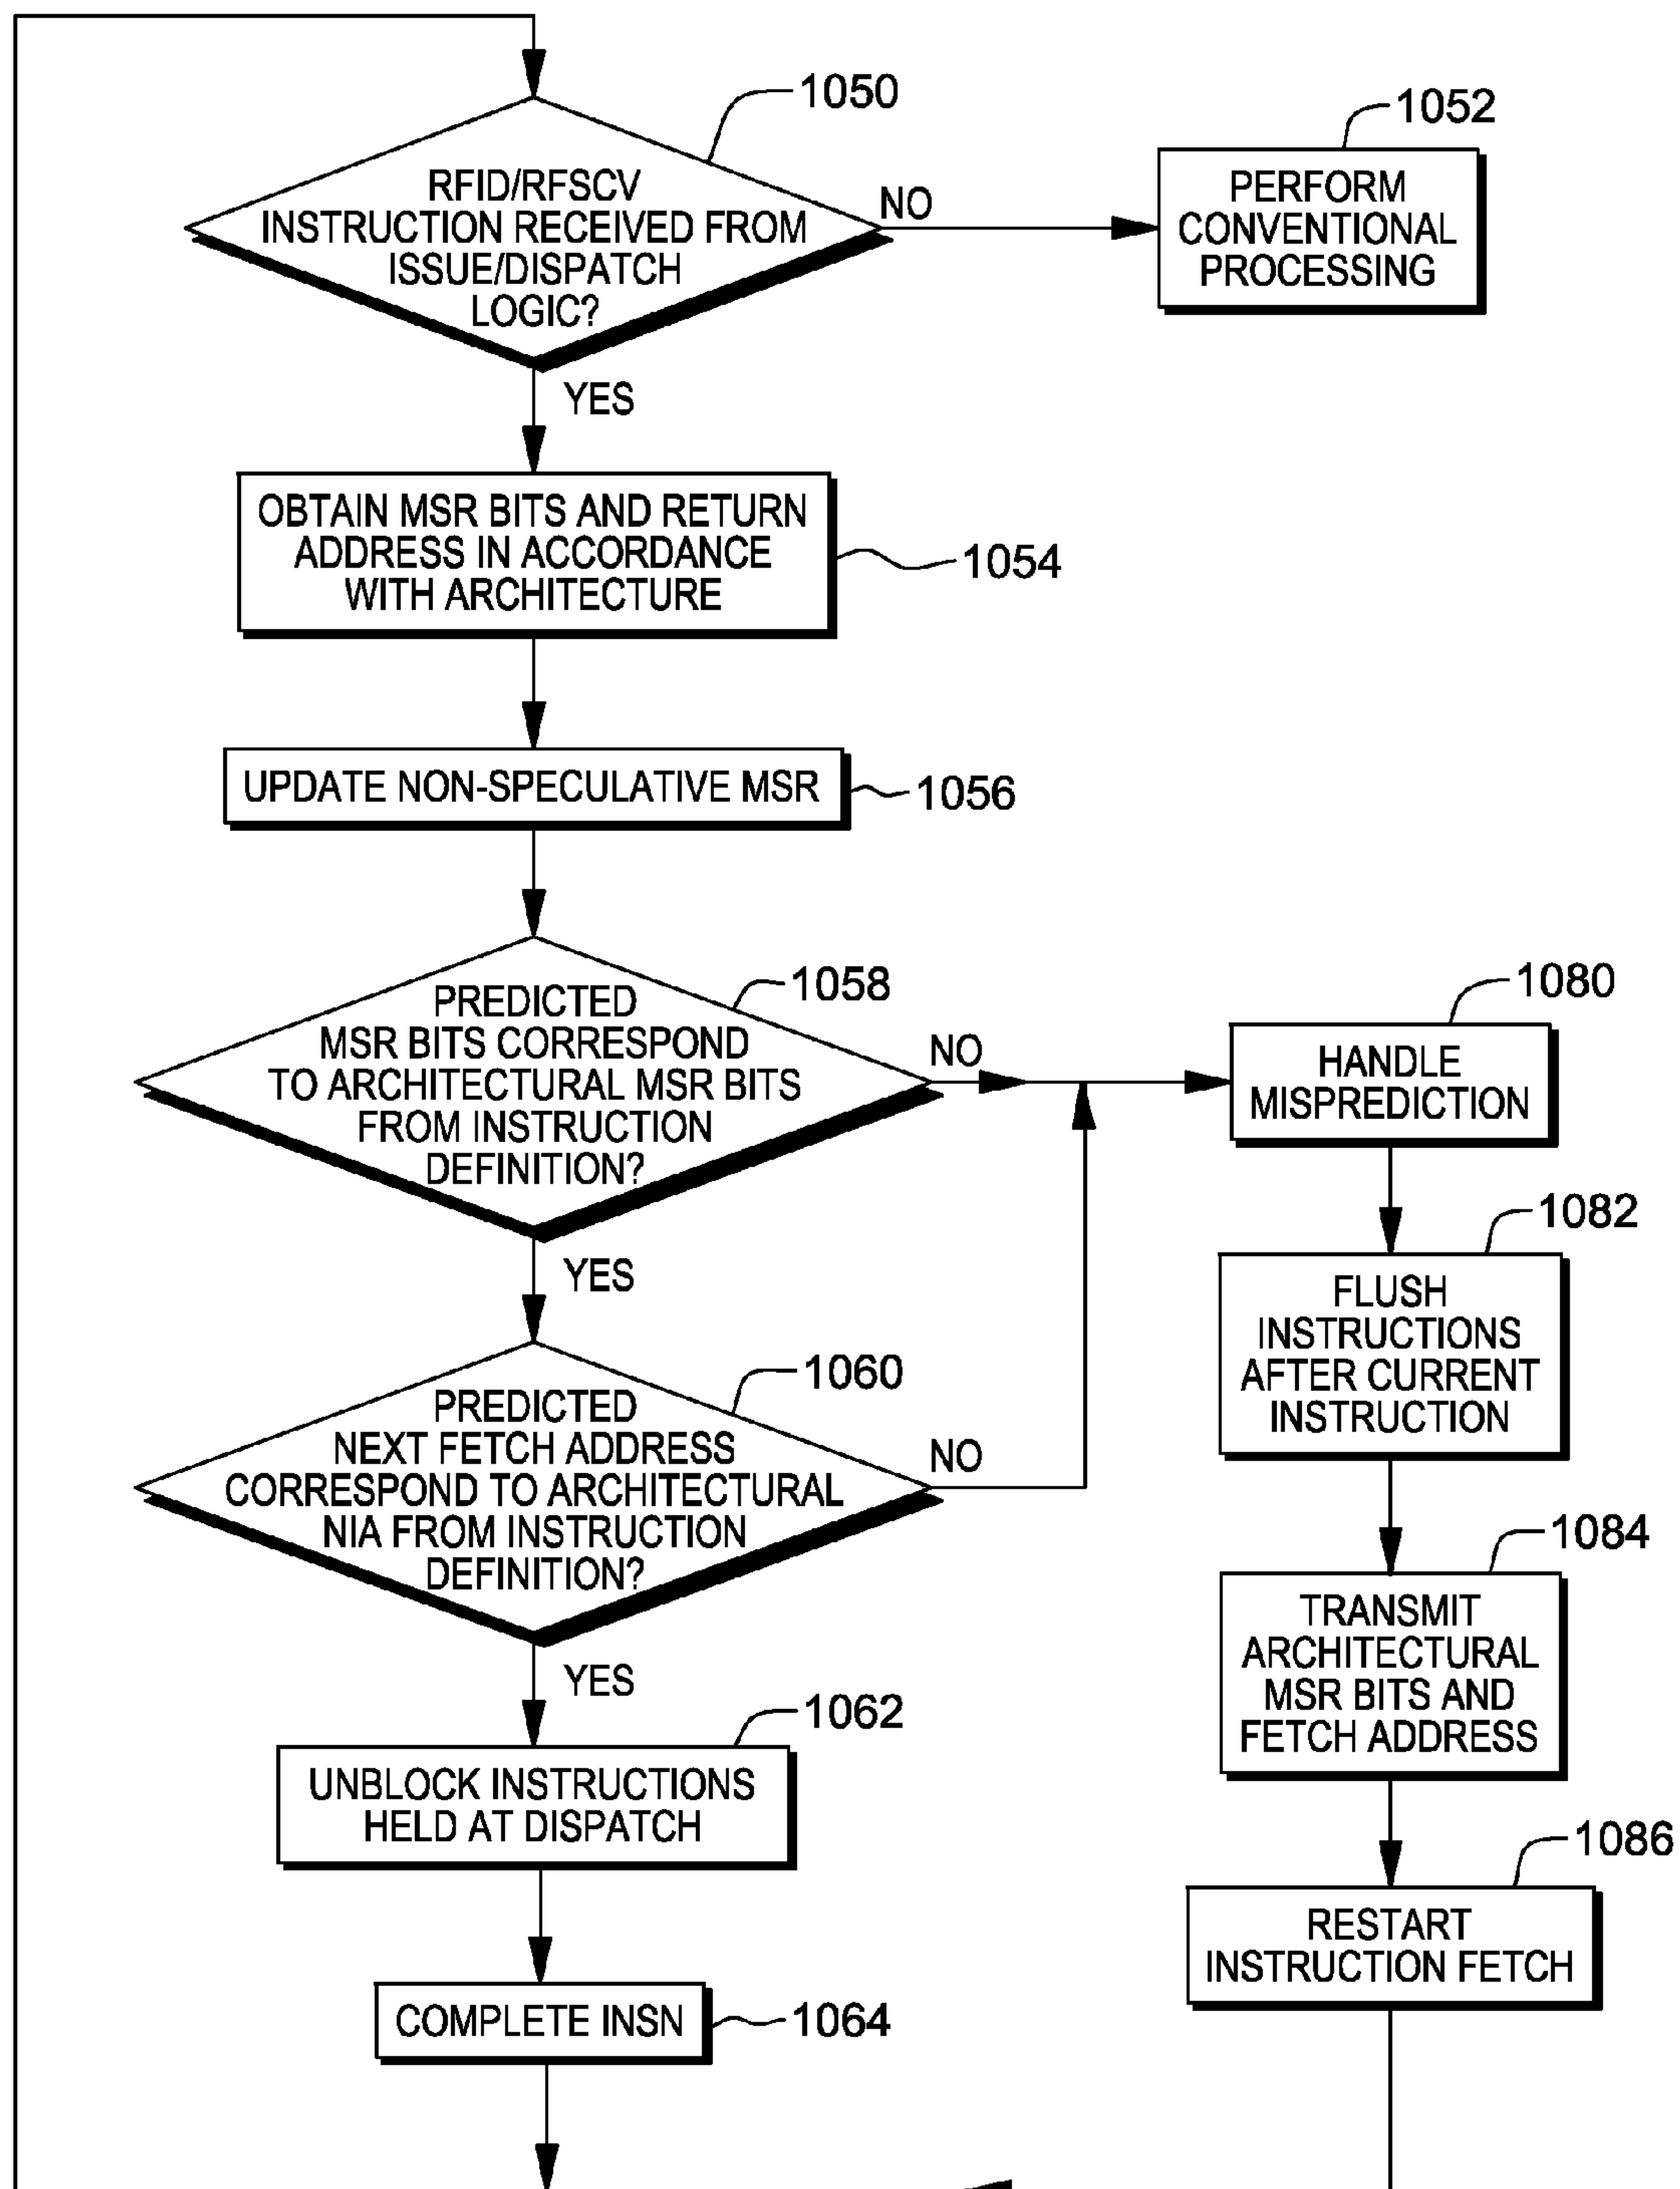 1050
RFID/RFSCV
INSTRUCTION RECEIVED FROM
ISSUE/DISPATCH
LOGIC?
NO
1052
PERFORM
CONVENTIONAL
PROCESSING
YES
OBTAIN MSR BITS AND RETURN
ADDRESS IN ACCORDANCE
WITH ARCHITECTURE
1054
UPDATE NON-SPECULATIVE MSR
1056
1058
PREDICTED
MSR BITS CORRESPOND
TO ARCHITECTURAL MSR BITS
FROM INSTRUCTION
DEFINITION?
NO
YES
1060
PREDICTED
NEXT FETCH ADDRESS
CORRESPOND TO ARCHITECTURAL
NIA FROM INSTRUCTION
DEFINITION?
NO
YES
1062
UNBLOCK INSTRUCTIONS
HELD AT DISPATCH
COMPLETE INSN
1064
1080
HANDLE
MISPREDICTION
1082
FLUSH
INSTRUCTIONS
AFTER CURRENT
INSTRUCTION
1084
TRANSMIT
ARCHITECTURAL
MSR BITS AND
FETCH ADDRESS
1086
RESTART
INSTRUCTION FETCH